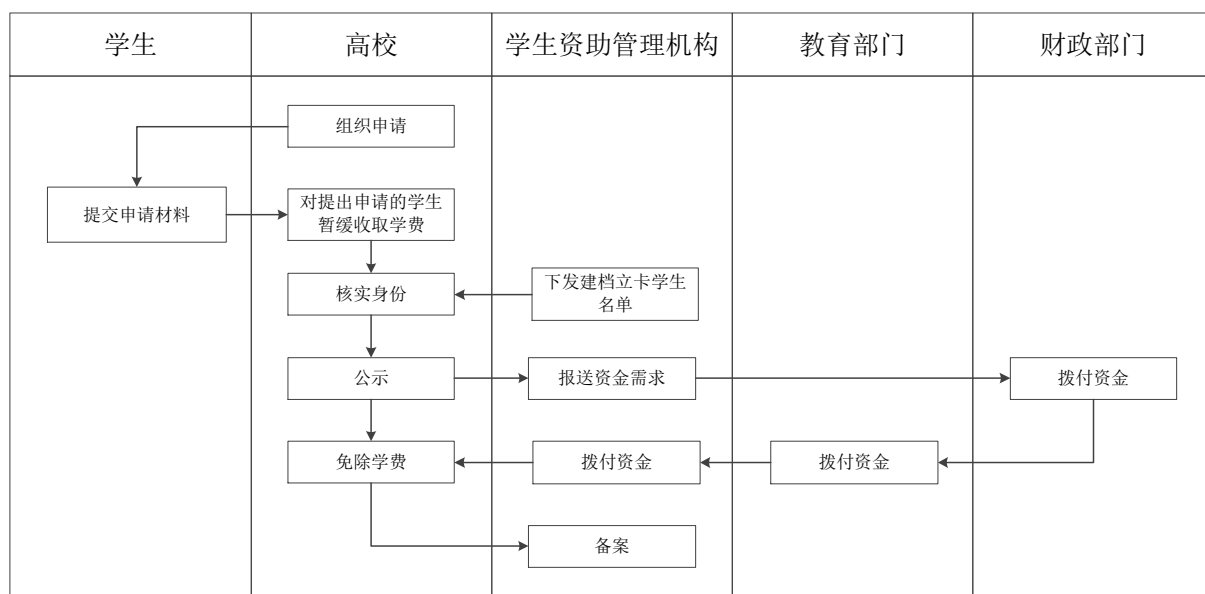 学生
高校
学生资助管理机构
教育部门
财政部门
组织申请
提交申请材料
对提出申请的学生
暂缓收取学费
核实身份
下发建档立卡学生
名单
公示
报送资金需求
拨付资金
免除学费
拨付资金
拨付资金
备案